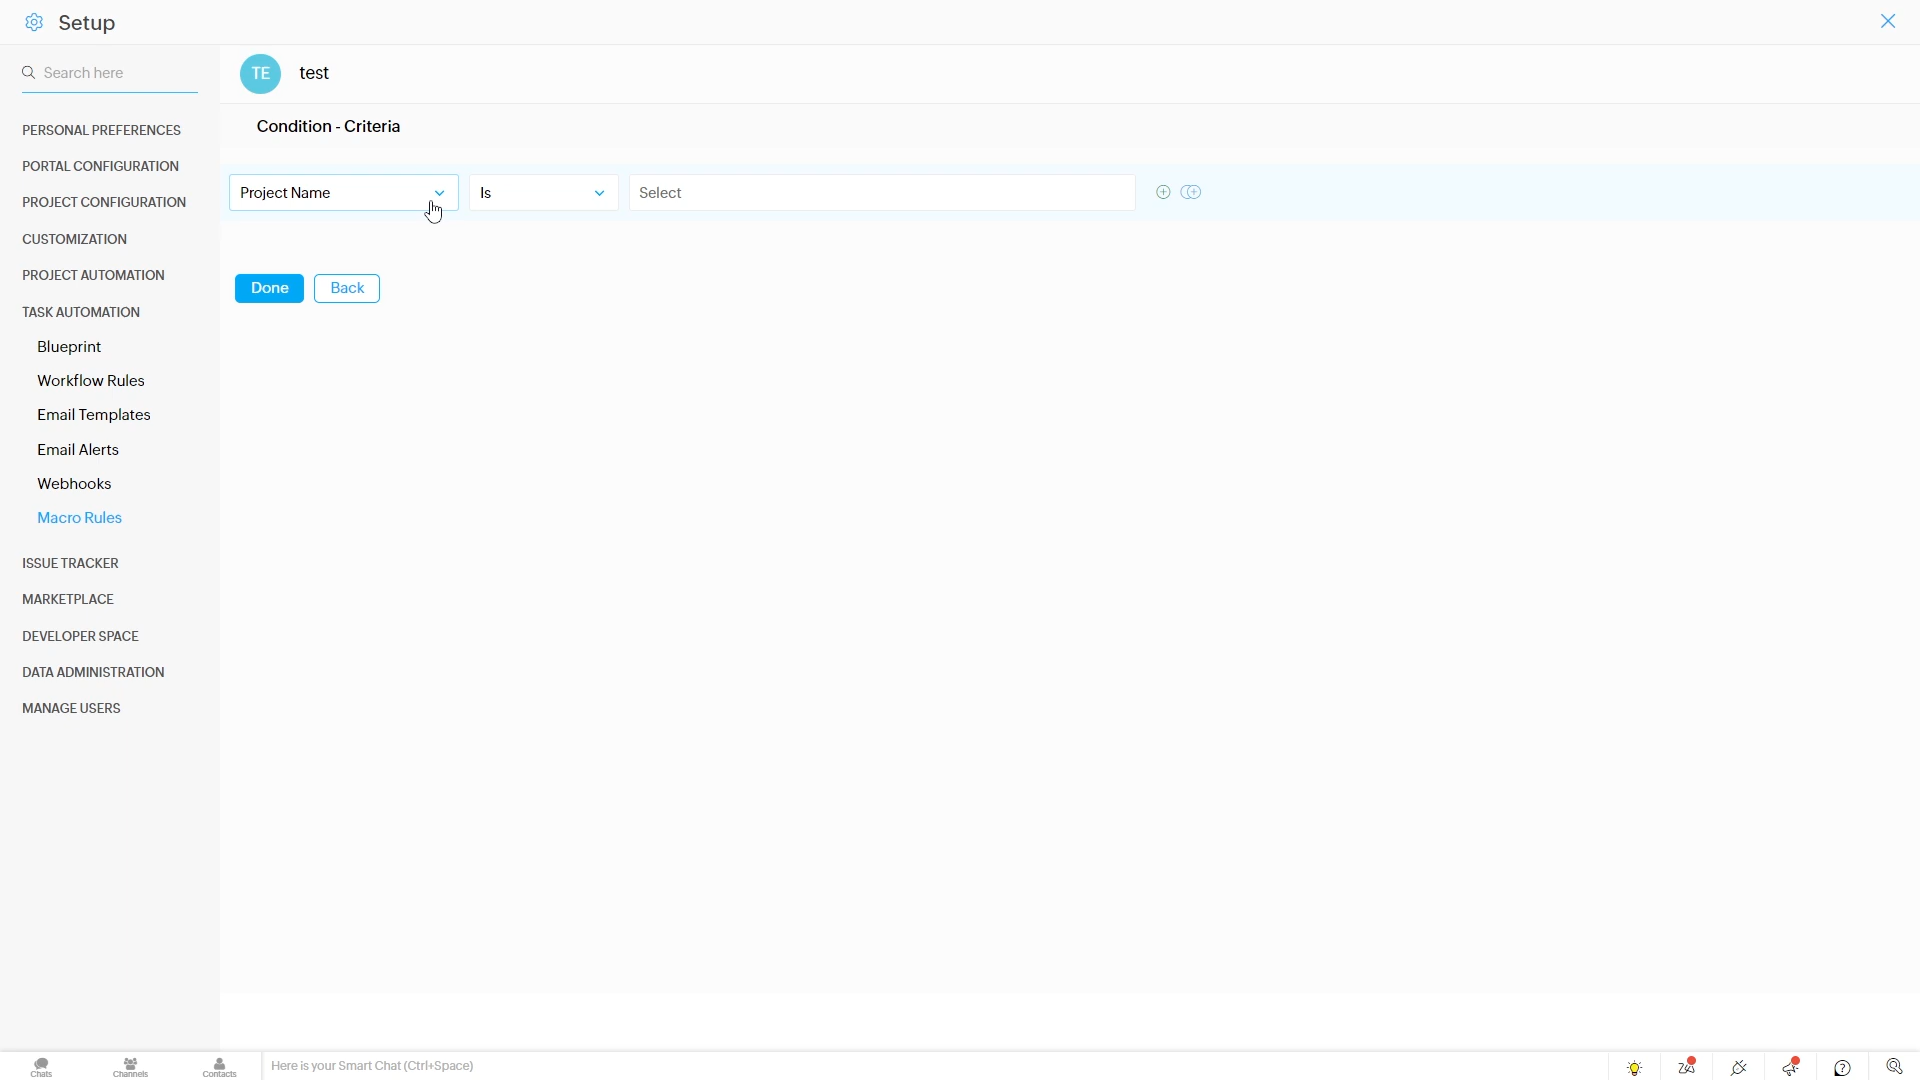 Setup
Search here
TE
test
Condition - Criteria
PERSONAL PREFERENCES
PORTAL CONFIGURATION
PROJECT CONFIGURATION
CUSTOMIZATION
PROJECT AUTOMATION
TASK AUTOMATION
Blueprint
Workflow Rules
Email Templates
Email Alerts
Webhooks
Macro Rules
ISSUE TRACKER
MARKETPLACE
DEVELOPER SPACE
DATA ADMINISTRATION
MANAGE USERS
Project Name
Is
Select
Done
Back
Chats
Channels
Contacts
Here is your Smart Chat (Ctrl+Space)